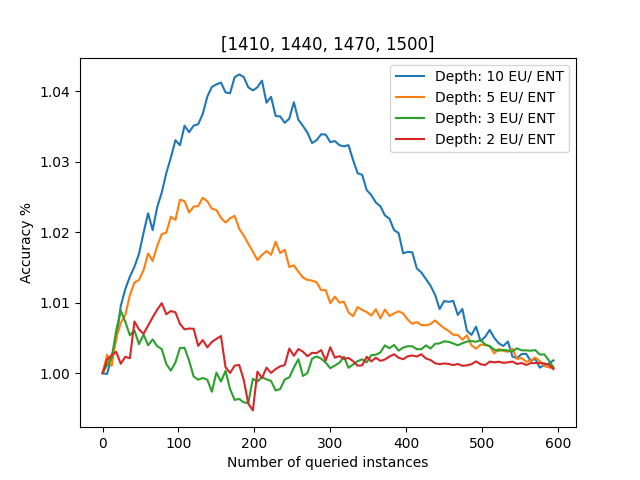 [1410, 1440, 1470, 1500]
Depth: 10 EU/ ENT
Depth: 5 EU/ ENT
Depth: 3 EU/ ENT
Depth: 2 EU/ ENT
Accuracy %
1.04
1.03
1.02
1.01
1.00
0 100 200 300 400 500 600
Number of queried instances